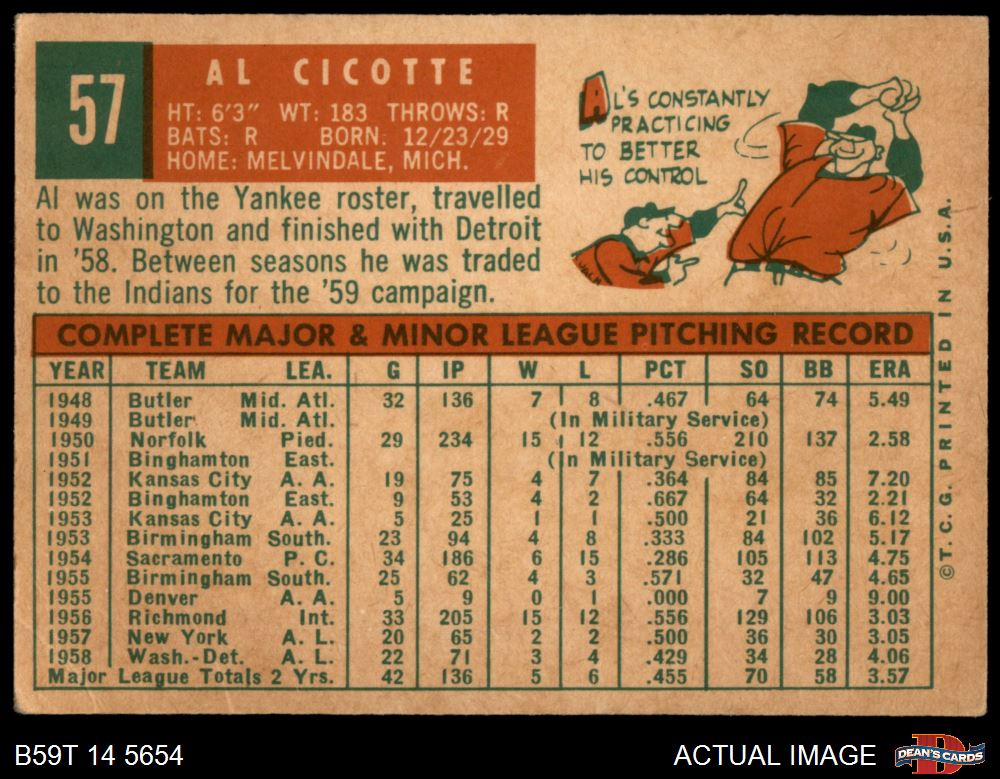 57
AL CICOTTE
HT: 6'3" WT: 183 THROWS: R
BATS: R BORN: 12/23/29
HOME: MELVINDALE, MICH.
Al was on the Yankee roster, travelled
to Washington and finished with Detroit
in '58. Between seasons he was traded
to the Indians for the '59 campaign.
AL'S CONSTANTLY
PRACTICING
TO BETTER
HIS CONTROL
COMPLETE MAJOR & MINOR LEAGUE PITCHING RECORD
YEAR TEAM LEA. G IP W L PCT SO BB ERA
1948 Butler Mid. Atl. 32 136 7 8 .467 64 74 5.49
1949 Butler Mid. Atl. (In Military Service)
1950 Norfolk Pied. 29 234 15 12 .556 210 137 2.58
1951 Binghamton East. (In Military Service)
1952 Kansas City A. A. 19 75 4 7 .364 84 85 7.20
1952 Binghamton East. 9 53 4 2 .667 64 32 2.21
1953 Kansas City A. A. 5 25 1 1 .500 21 36 6.12
1953 Birmingham South. 23 94 4 8 .333 84 102 5.17
1954 Sacramento P. C. 34 186 6 15 .286 105 113 4.75
1955 Birmingham South. 25 62 4 3 .571 32 47 4.65
1955 Denver A. A. 5 9 0 1 .000 7 9 9.00
1956 Richmond Int. 33 205 15 12 .556 129 106 3.03
1957 New York A. L. 20 65 2 2 .500 36 30 3.05
1958 Wash.-Det. A. L. 22 71 3 4 .429 34 28 4.06
Major League Totals 2 Yrs. 42 136 5 6 .455 70 58 3.57
©T. C. G. PRINTED IN U.S.A.
B59T 14 5654
ACTUAL IMAGE
DEAN'S CARDS